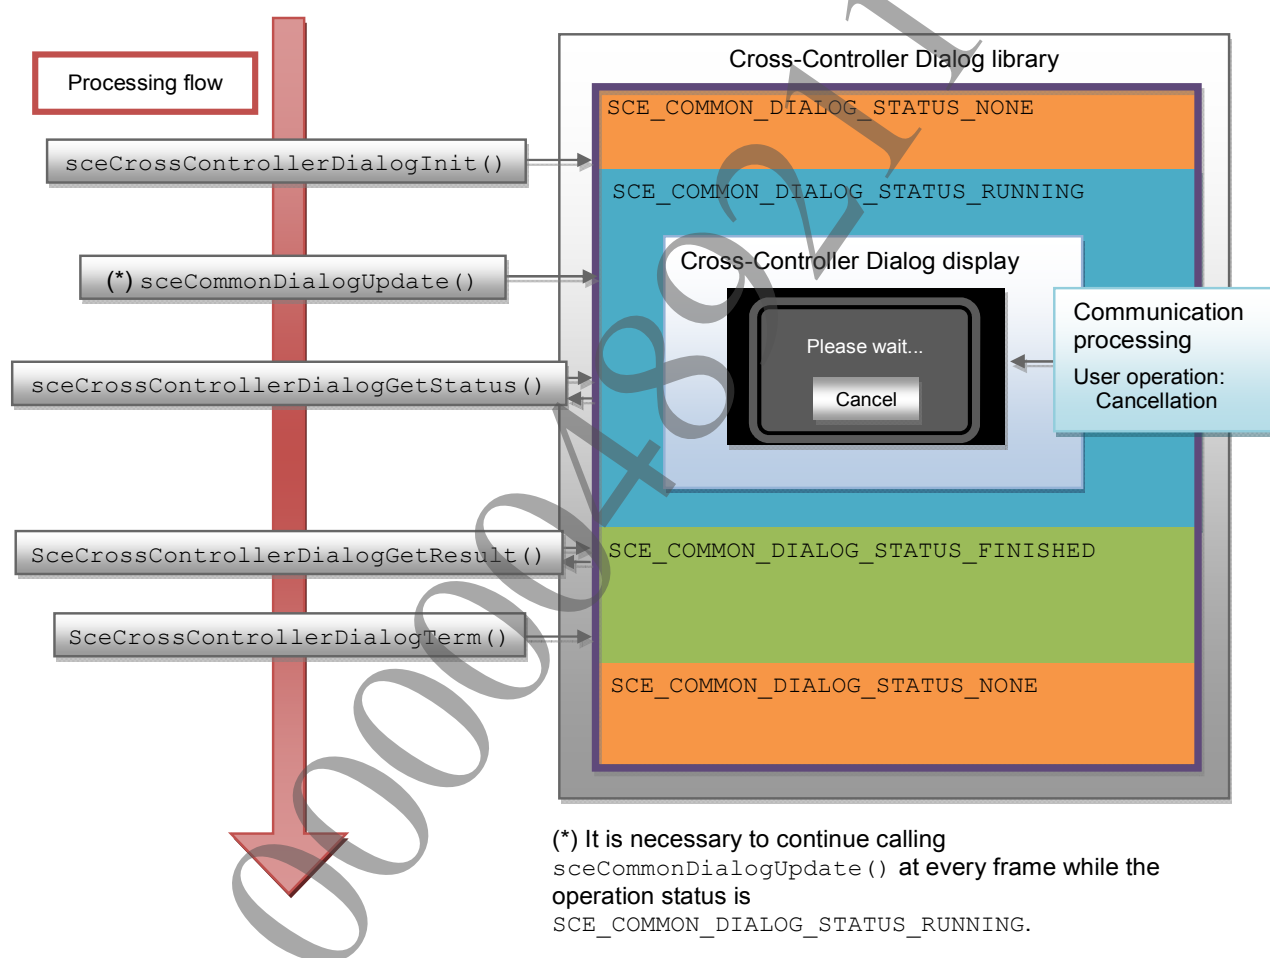 Processing flow
Cross-Controller Dialog library
SCE_COMMON_DIALOG_STATUS_NONE
sceCrossControllerDialogInit()
SCE_COMMON_DIALOG_STATUS_RUNNING
(*) sceCommonDialogUpdate()
Cross-Controller Dialog display
Please wait...
Cancel
Communication
processing
User operation:
Cancellation
sceCrossControllerDialogGetStatus()
SceCrossControllerDialogGetResult()
SCE_COMMON_DIALOG_STATUS_FINISHED
SceCrossControllerDialogTerm()
SCE_COMMON_DIALOG_STATUS_NONE
(*) It is necessary to continue calling
sceCommonDialogUpdate() at every frame while the
operation status is
SCE_COMMON_DIALOG_STATUS_RUNNING.